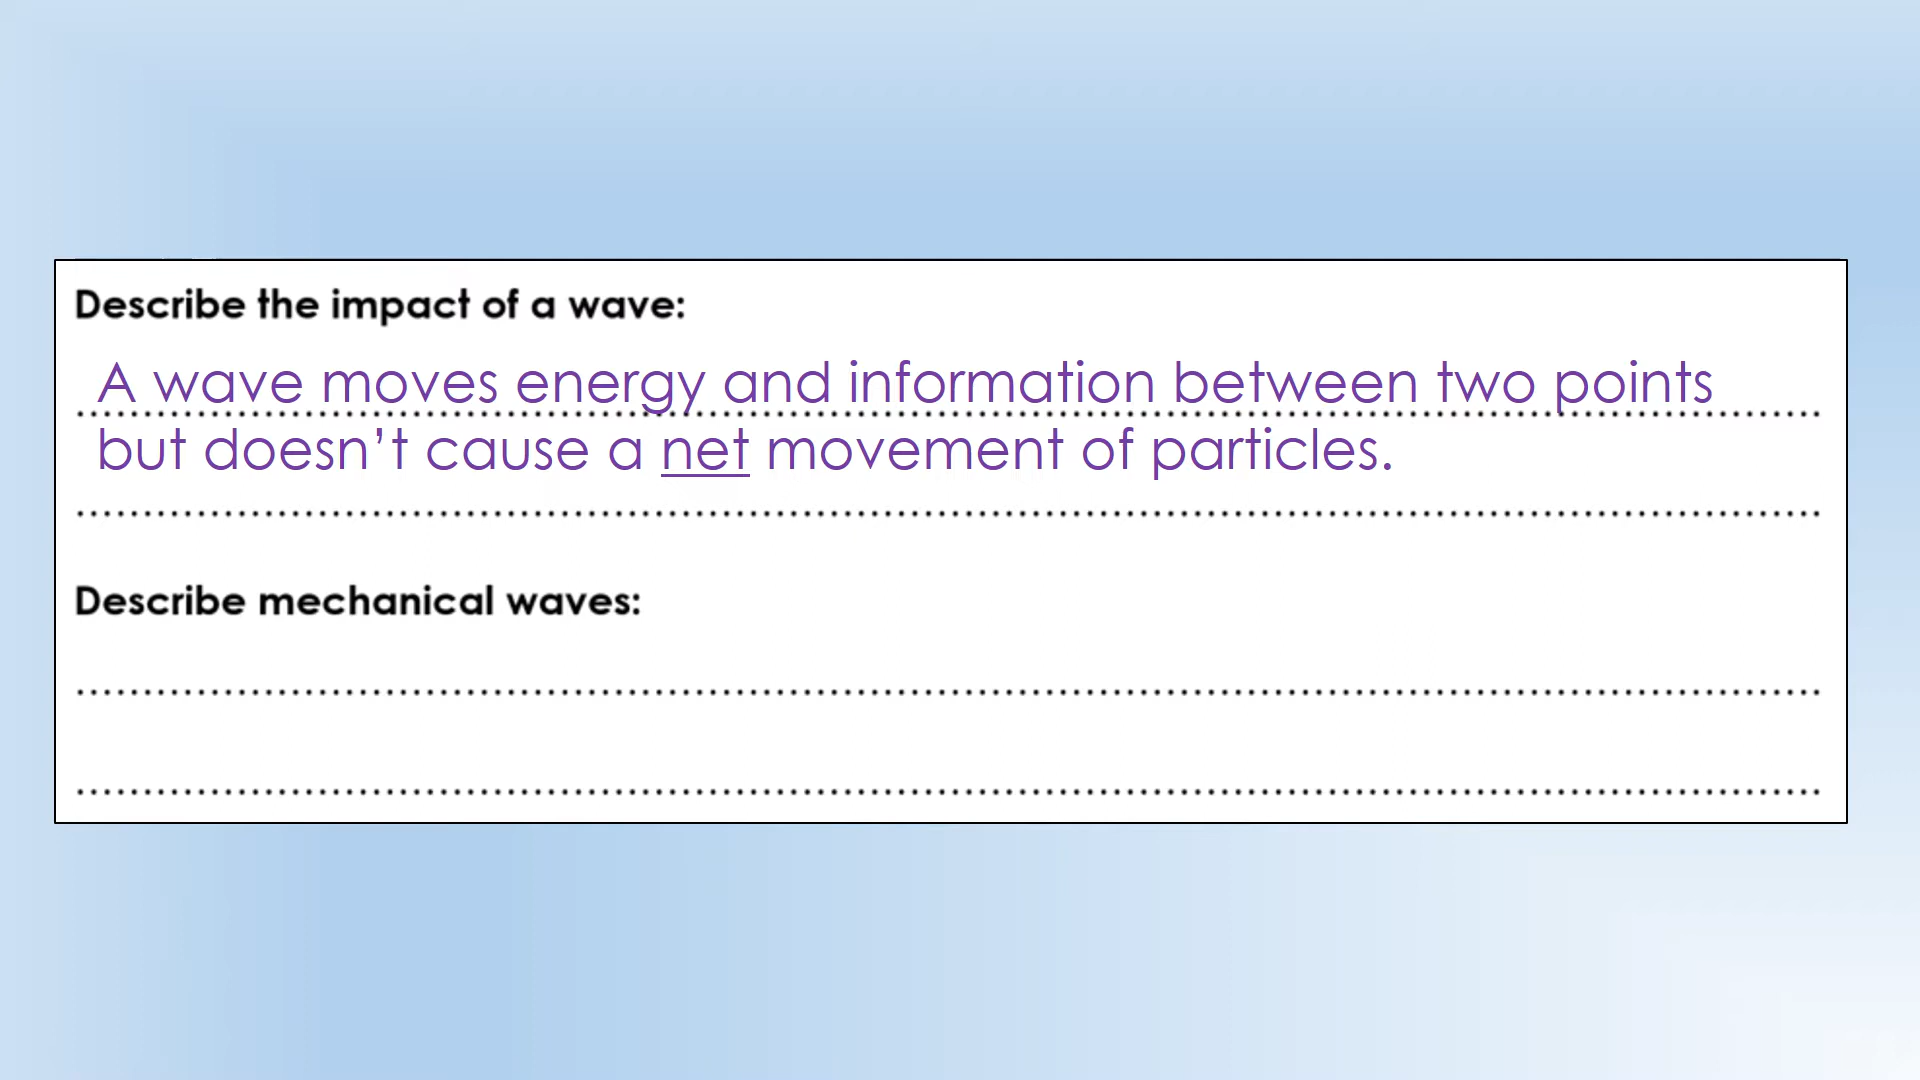 Describe the impact of a wave:
A wave moves energy and information between two points
but doesn’t cause a net movement of particles.
Describe mechanical waves: